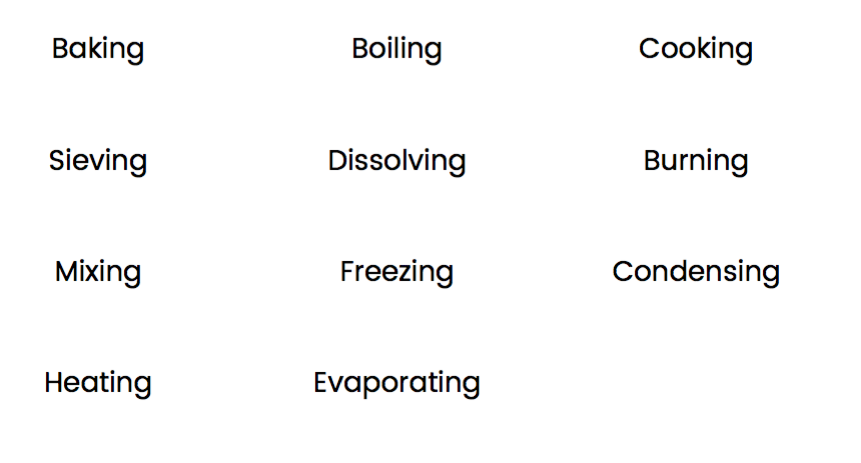 Baking Boiling Cooking
Sieving Dissolving Burning
Mixing Freezing Condensing
Heating Evaporating